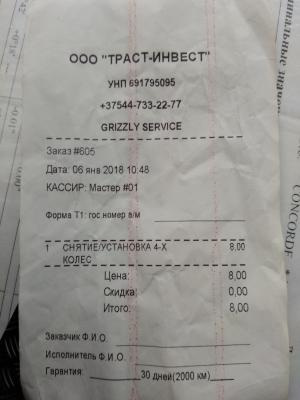 ООО "ТРАСТ-ИНВЕСТ"
УНП 691795095
+37544-733-22-77
GRIZZLY SERVICE
Заказ #605
Дата: 06 янв 2018 10:48
КАССИР: Мастер #01
Форма Т1: гос номер а/м
1 СНЯТИЕ/УСТАНОВКА 4-Х 8,00
КОЛЕС
Цена: 8,00
Скидка: 0,00
Итого: 8,00
Заказчик Ф.И.О.
Исполнитель Ф.И.О.
Гарантия: 30 дней(2000 км)
CONCORDE